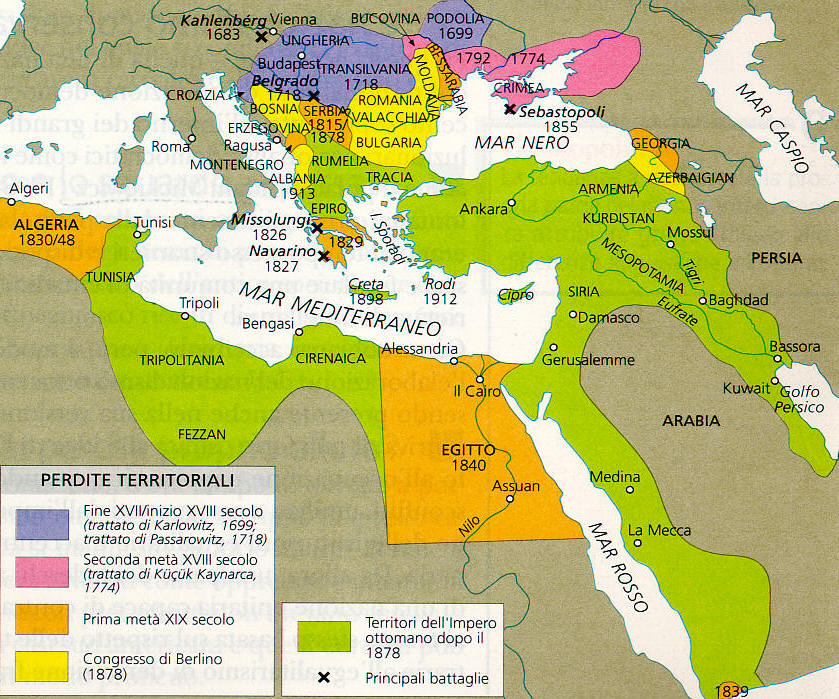 Kahlenbérg
1683
Vienna
BUCOVINA
PODOLIA
1699
UNGHERIA
Budapest
TRANSILVANIA
1718
MOLDAVIA
BESSARABIA
1792
1774
CRIMEA
Sebastopoli
1855
Belgrado
1718
CROAZIA
BOSNIA
SERBIA
1815/
1878
ROMANIA
VALACCHIA
ERZEGOVINA
Ragusa
BULGARIA
MAR NERO
MAR CASPIO
Roma
MONTENEGRO
RUMELIA
ALBANIA
1913
TRACIA
GEORGIA
AZERBAIGIAN
ARMENIA
Algeri
ALGERIA
1830/48
Tunisi
TUNISIA
EPIRO
Missolungi
1826
1829
Navarino
1827
I. Sporadi
Ankara
KURDISTAN
Mossul
MESOPOTAMIA
Tigri
PERSIA
Creta
1898
Rodi
1912
Cipro
SIRIA
Eufrate
Baghdad
Damasco
MAR MEDITERRANEO
Tripoli
Bengasi
Alessandria
Gerusalemme
Bassora
Kuwait
Golfo
Persico
TRIPOLITANIA
CIRENAICA
Il Cairo
ARABIA
FEZZAN
EGITTO
1840
Assuan
Nilo
Medina
La Mecca
MAR ROSSO
1839
PERDITE TERRITORIALI
Fine XVII/inizio XVIII secolo
(trattato di Karlowitz, 1699;
trattato di Passarowitz, 1718)
Seconda metà XVIII secolo
(trattato di Küçük Kaynarca,
1774)
Prima metà XIX secolo
Congresso di Berlino
(1878)
Territori dell'Impero
ottomano dopo il
1878
Principali battaglie